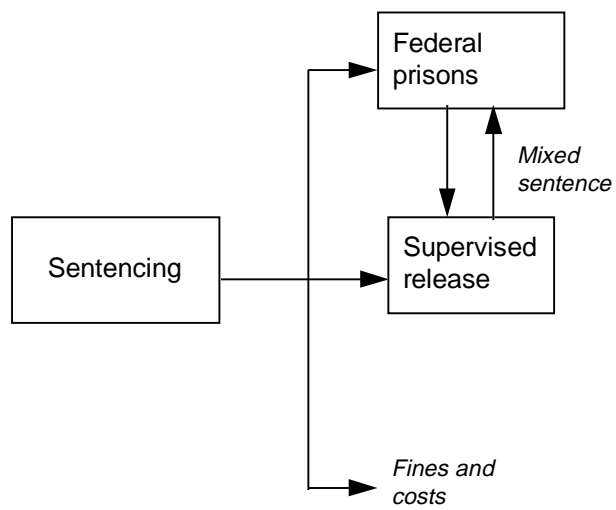 Federal
prisons
Mixed
sentence
Sentencing
Supervised
release
Fines and
costs